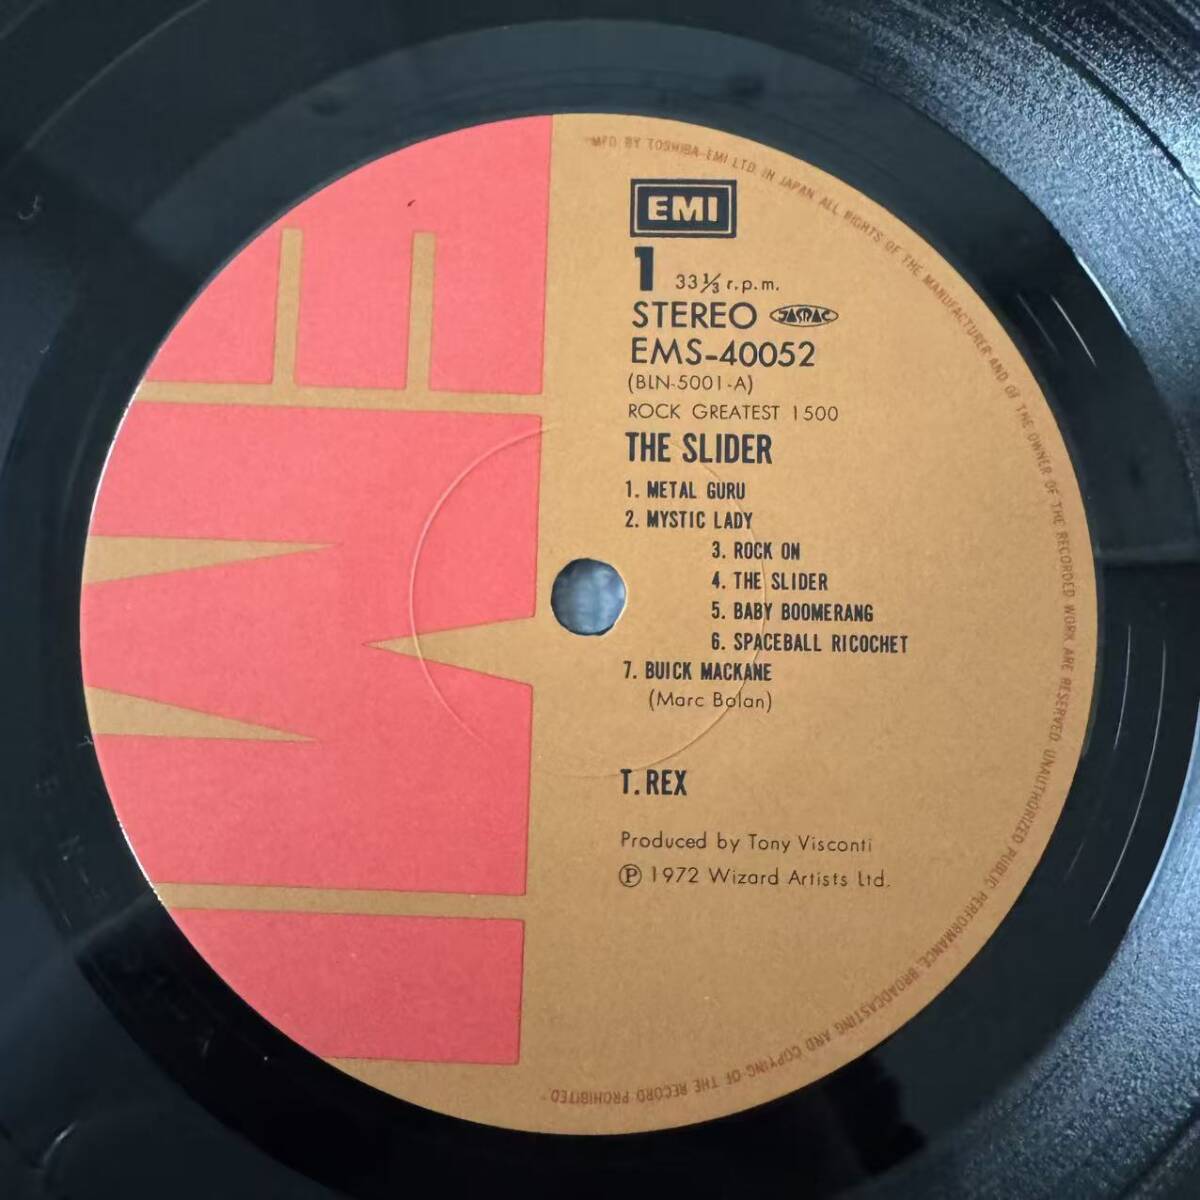 MFD BY TOSHIBA-EMI LTD IN JAPAN ALL RIGHTS OF THE MANUFACTURER AND OF THE OWNER OF THE RECORDED WORK ARE RESERVED. UNAUTHORIZED PUBLIC PERFORMANCE, BROADCASTING AND COPYING OF THE RECORD PROHIBITED
EMI
1 33 1/3 r.p.m.
STEREO JASRAC
EMS-40052
(BLN-5001-A)
ROCK GREATEST 1500
THE SLIDER
1. METAL GURU
2. MYSTIC LADY
3. ROCK ON
4. THE SLIDER
5. BABY BOOMERANG
6. SPACEBALL RICOCHET
7. BUICK MACKANE
(Marc Bolan)
T. REX
Produced by Tony Visconti
Ⓟ 1972 Wizard Artists Ltd.
EMI